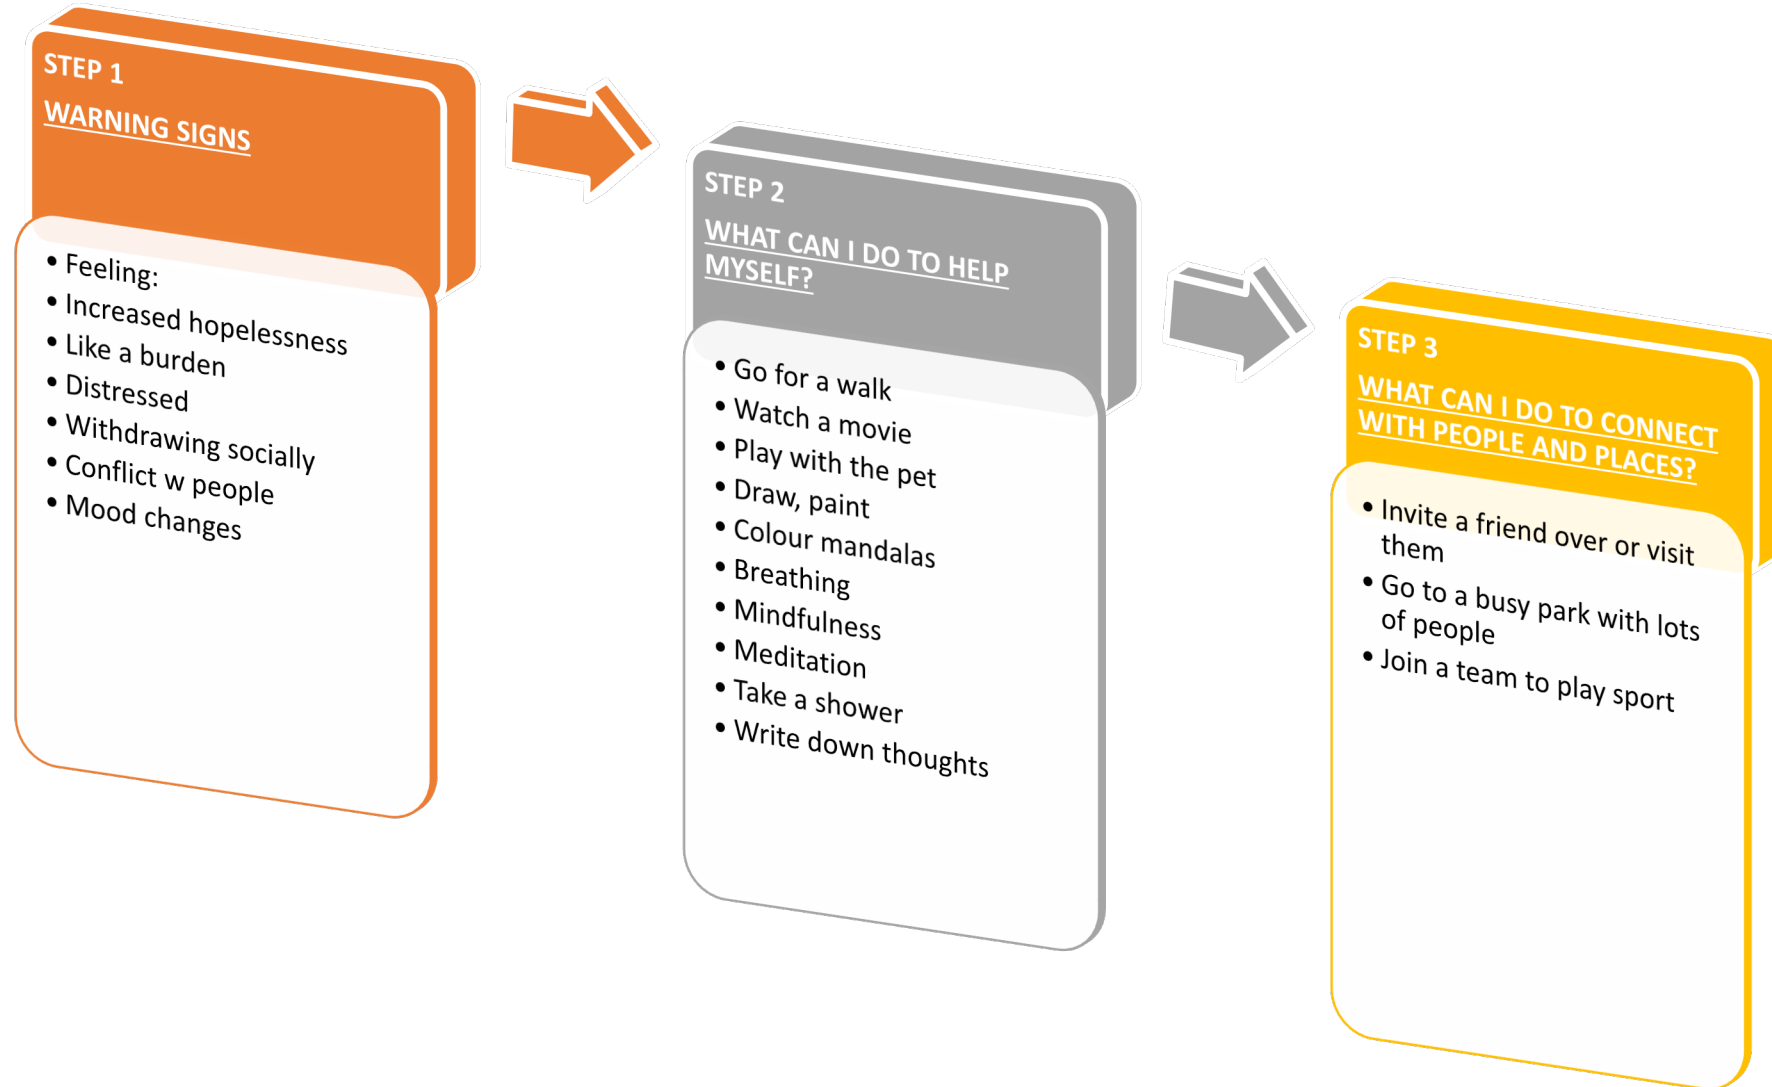 STEP 1
WARNING SIGNS
• Feeling:
• Increased hopelessness
• Like a burden
• Distressed
• Withdrawing socially
• Conflict w people
• Mood changes
STEP 2
WHAT CAN I DO TO HELP
MYSELF?
• Go for a walk
• Watch a movie
• Play with the pet
• Draw, paint
• Colour mandalas
• Breathing
• Mindfulness
• Meditation
• Take a shower
• Write down thoughts
STEP 3
WHAT CAN I DO TO CONNECT
WITH PEOPLE AND PLACES?
• Invite a friend over or visit
them
• Go to a busy park with lots
of people
• Join a team to play sport